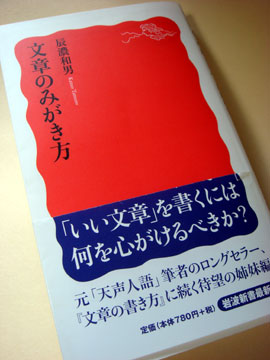 辰濃和男
文章のみがき方
「いい文章」を書くには
何を心がけるべきか?
元「天声人語」筆者のロングセラー、
『文章の書き方』に続く待望の姉妹編
定価(本体780円+税)
岩波新書最新